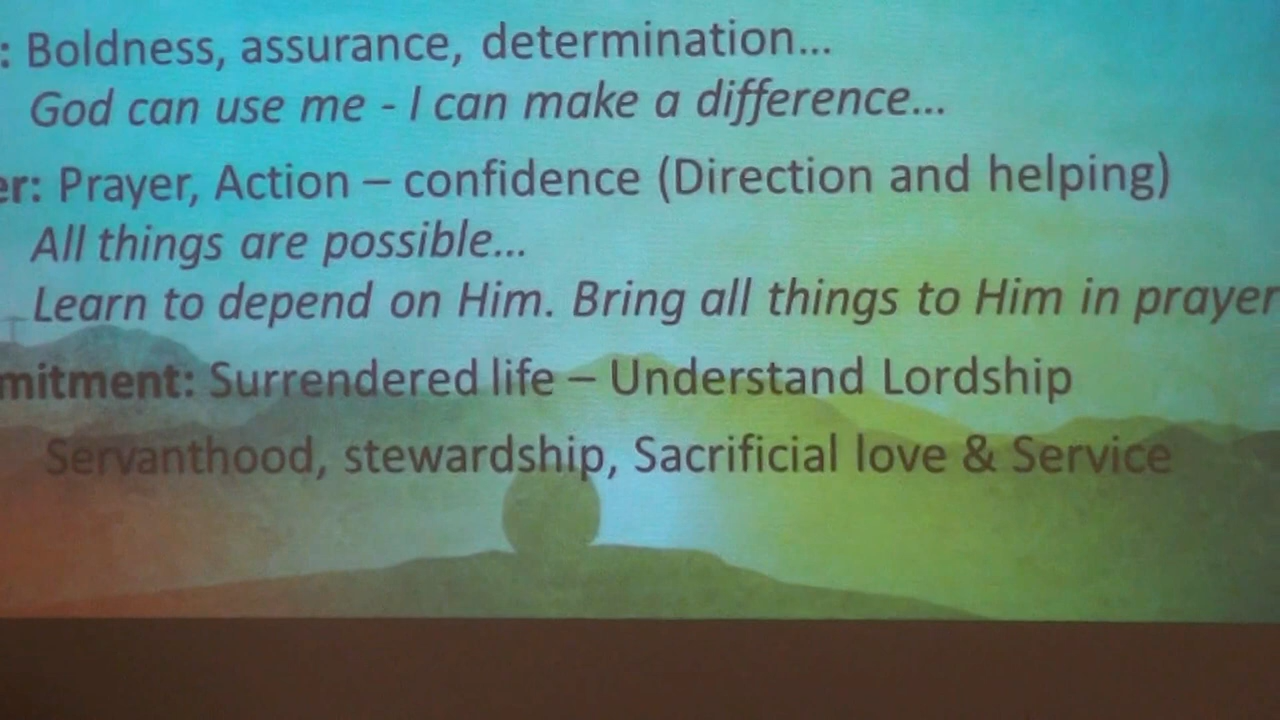 : Boldness, assurance, determination...
God can use me - I can make a difference...
er: Prayer, Action – confidence (Direction and helping)
All things are possible...
Learn to depend on Him. Bring all things to Him in prayer
mitment: Surrendered life – Understand Lordship
Servanthood, stewardship, Sacrificial love & Service